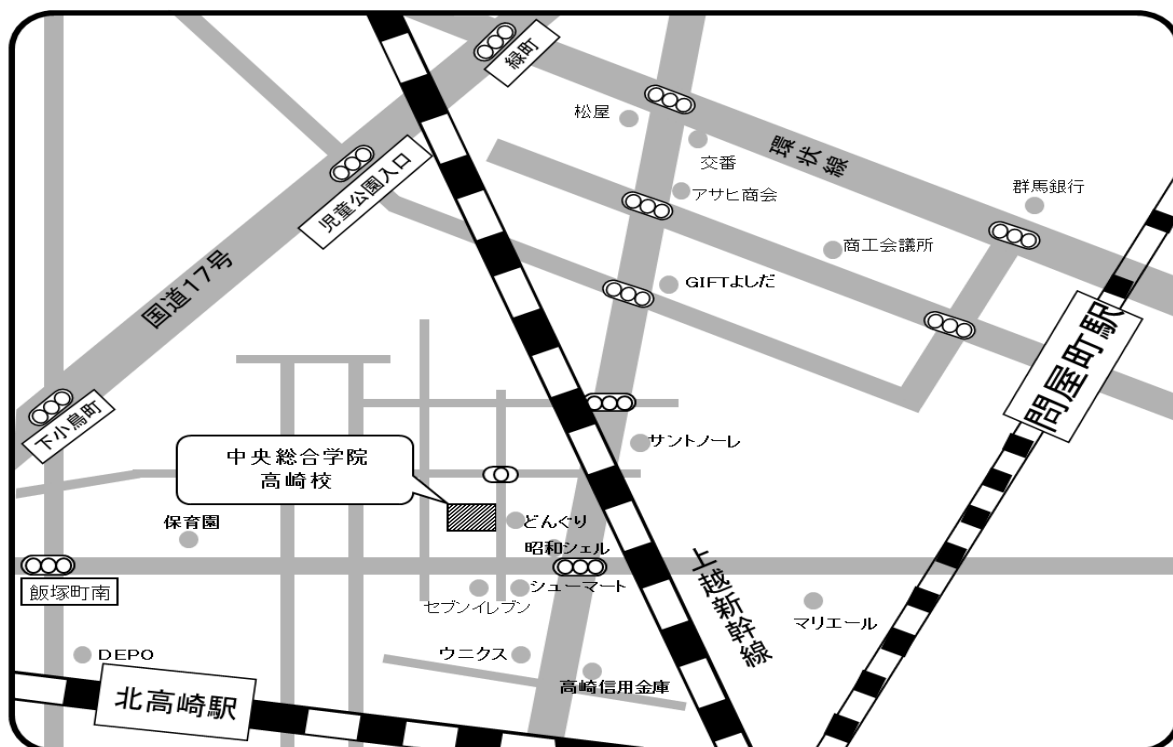 緑町
松屋
交番
環状線
児童公園入口
アサヒ商会
群馬銀行
商工会議所
国道17号
GIFTよしだ
問屋町駅
下小鳥町
サントノーレ
中央総合学院
高崎校
保育園
どんぐり
昭和シェル
飯塚町南
セブンイレブン
シューマート
上越新幹線
マリエール
DEPO
ウニクス
高崎信用金庫
北高崎駅